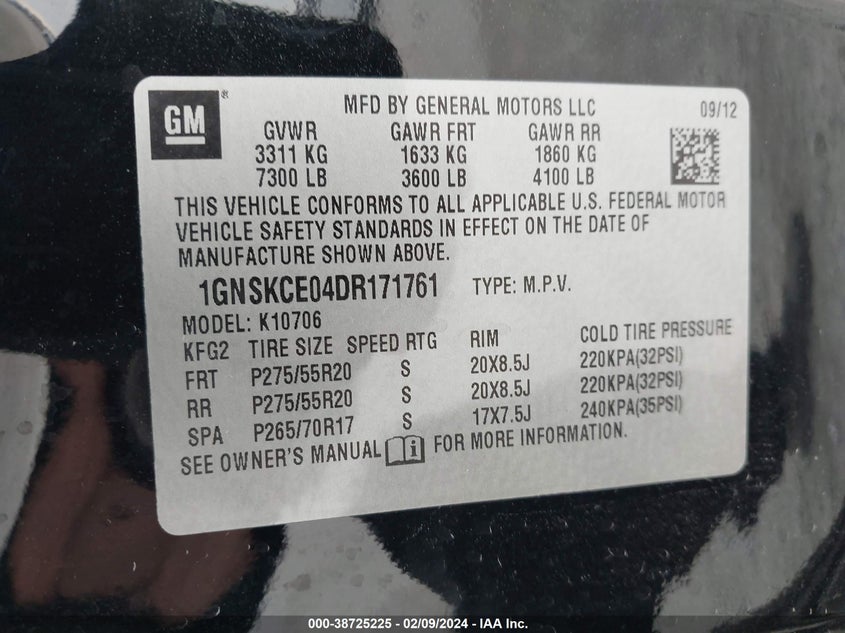 GM®
MFD BY GENERAL MOTORS LLC 09/12
GVWR GAWR FRT GAWR RR
3311 KG 1633 KG 1860 KG
7300 LB 3600 LB 4100 LB
THIS VEHICLE CONFORMS TO ALL APPLICABLE U.S. FEDERAL MOTOR
VEHICLE SAFETY STANDARDS IN EFFECT ON THE DATE OF
MANUFACTURE SHOWN ABOVE.
1GNSKCE04DR171761 TYPE: M.P.V.
MODEL: K10706
KFG2 TIRE SIZE SPEED RTG RIM COLD TIRE PRESSURE
FRT P275/55R20 S 20X8.5J 220KPA(32PSI)
RR P275/55R20 S 20X8.5J 220KPA(32PSI)
SPA P265/70R17 S 17X7.5J 240KPA(35PSI)
SEE OWNER'S MANUAL i FOR MORE INFORMATION.
000-38725225 - 02/09/2024 - IAA Inc.